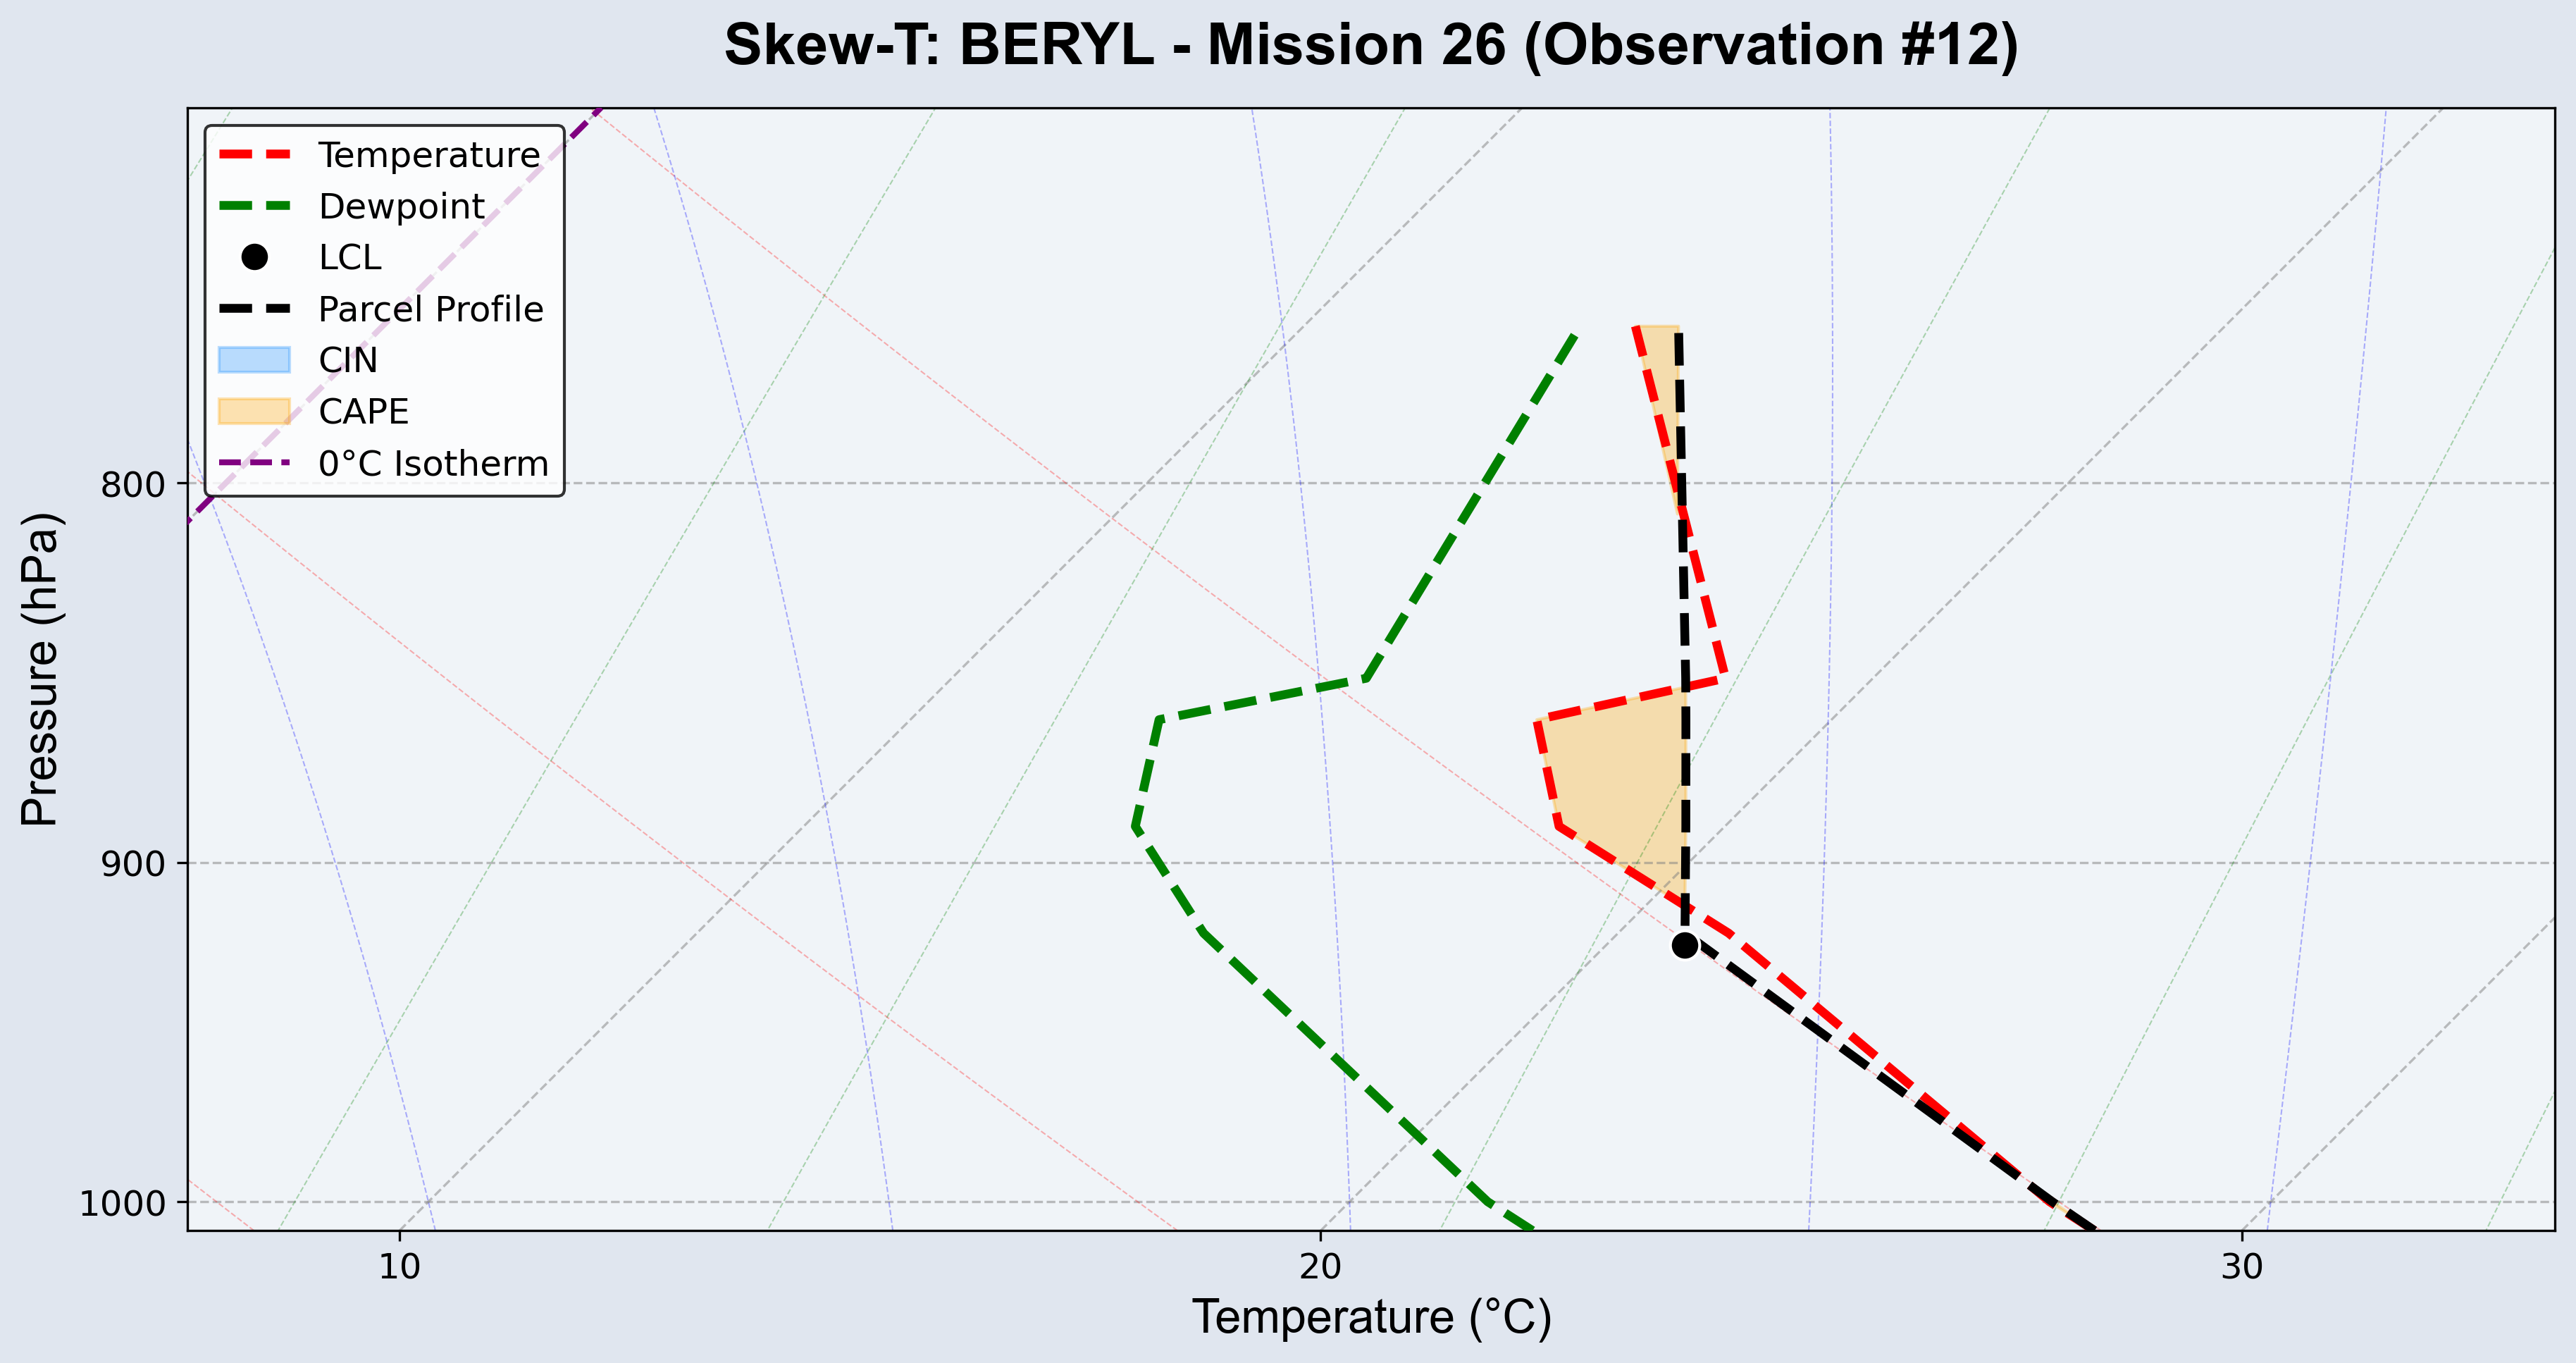 Skew-T: BERYL - Mission 26 (Observation #12)
Temperature
Dewpoint
LCL
Parcel Profile
CIN
CAPE
0°C Isotherm
Pressure (hPa)
800
900
1000
10
20
30
Temperature (°C)